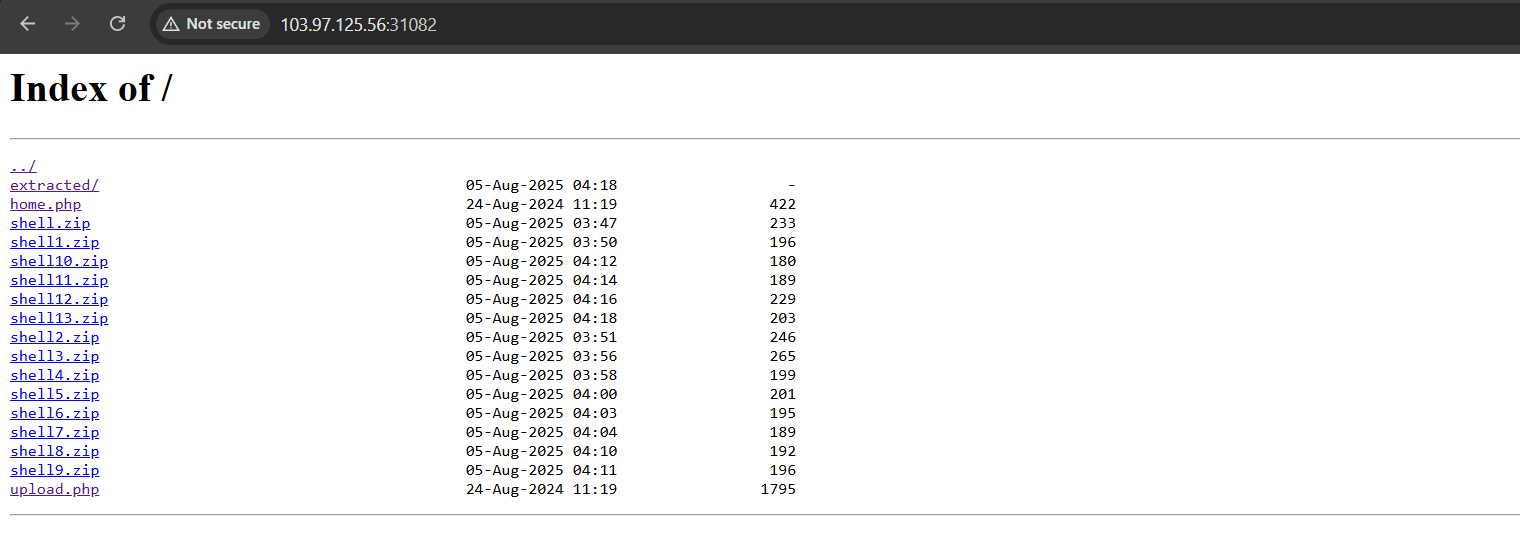 Not secure 103.97.125.56:31082
Index of /
../
extracted/ 05-Aug-2025 04:18 -
home.php 24-Aug-2024 11:19 422
shell.zip 05-Aug-2025 03:47 233
shell1.zip 05-Aug-2025 03:50 196
shell10.zip 05-Aug-2025 04:12 180
shell11.zip 05-Aug-2025 04:14 189
shell12.zip 05-Aug-2025 04:16 229
shell13.zip 05-Aug-2025 04:18 203
shell2.zip 05-Aug-2025 03:51 246
shell3.zip 05-Aug-2025 03:56 265
shell4.zip 05-Aug-2025 03:58 199
shell5.zip 05-Aug-2025 04:00 201
shell6.zip 05-Aug-2025 04:03 195
shell7.zip 05-Aug-2025 04:04 189
shell8.zip 05-Aug-2025 04:10 192
shell9.zip 05-Aug-2025 04:11 196
upload.php 24-Aug-2024 11:19 1795